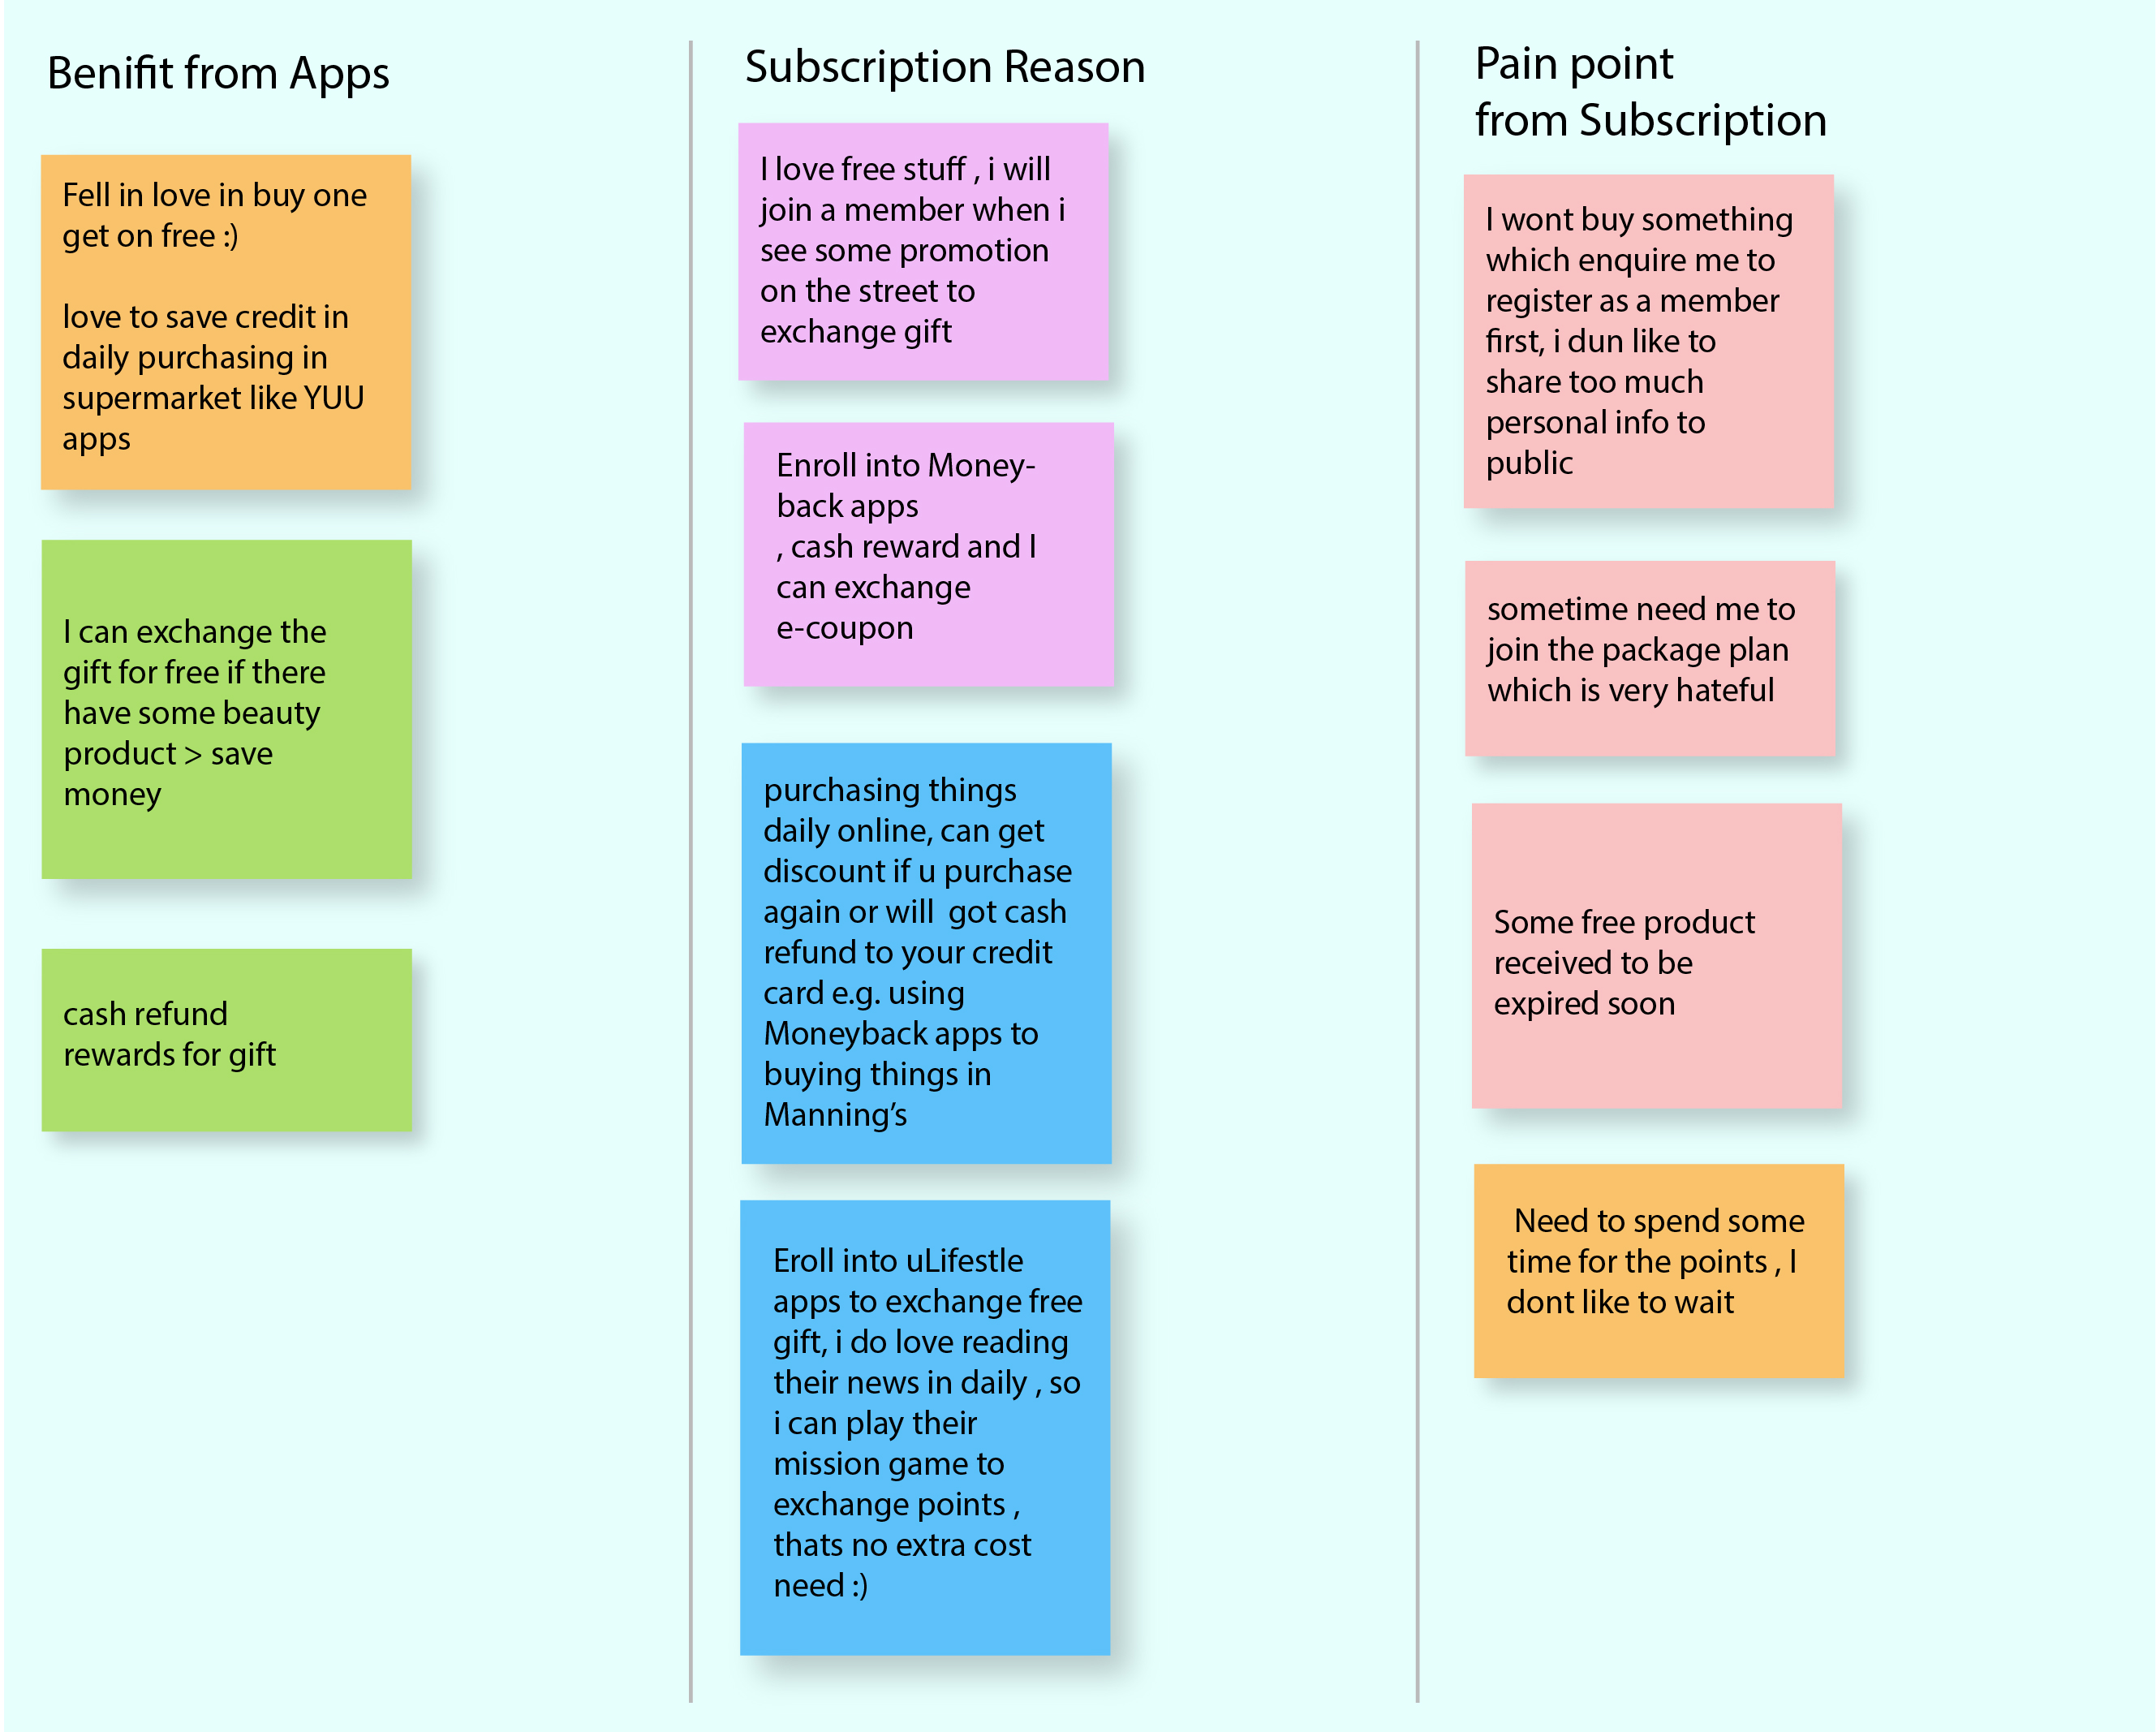 Benifit from Apps
Fell in love in buy one
get on free :)
love to save credit in
daily purchasing in
supermarket like YUU
apps
I can exchange the
gift for free if there
have some beauty
product > save
money
cash refund
rewards for gift
Subscription Reason
I love free stuff , i will
join a member when i
see some promotion
on the street to
exchange gift
Enroll into Money-
back apps
, cash reward and I
can exchange
e-coupon
purchasing things
daily online, can get
discount if u purchase
again or will  got cash
refund to your credit
card e.g. using
Moneyback apps to
buying things in
Manning’s
Eroll into uLifestle
apps to exchange free
gift, i do love reading
their news in daily , so
i can play their
mission game to
exchange points ,
thats no extra cost
need :)
Pain point
from Subscription
I wont buy something
which enquire me to
register as a member
first, i dun like to
share too much
personal info to
public
sometime need me to
join the package plan
which is very hateful
Some free product
received to be
expired soon
Need to spend some
time for the points , I
dont like to wait